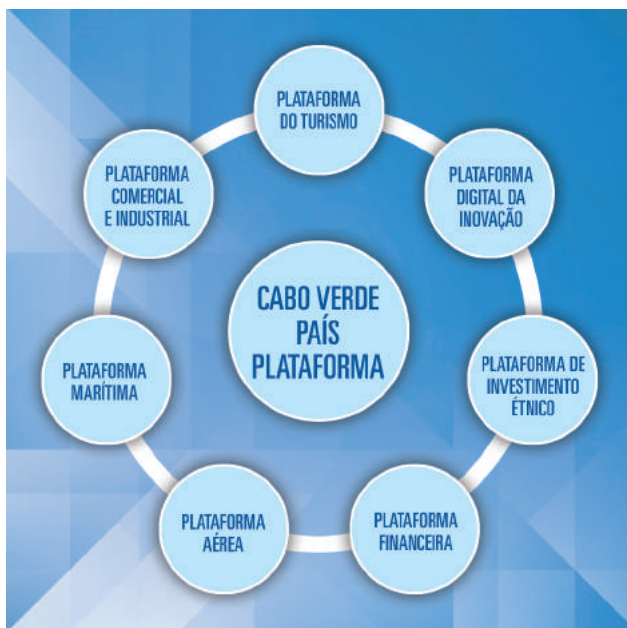 PLATAFORMA
DO TURISMO
PLATAFORMA
DIGITAL DA
INOVAÇÃO
PLATAFORMA DE
INVESTIMENTO
ÉTNICO
PLATAFORMA
FINANCEIRA
PLATAFORMA
AÉREA
PLATAFORMA
MARÍTIMA
PLATAFORMA
COMERCIAL
E INDUSTRIAL
CABO VERDE
PAÍS
PLATAFORMA